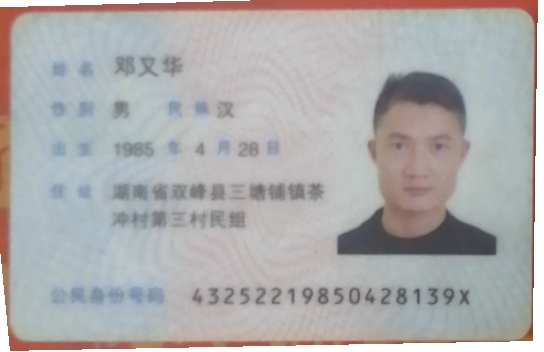 姓名 邓又华
性别 男 民族 汉
出生 1985 年 4 月 28 日
住址 湖南省双峰县三塘铺镇茶
冲村第三村民组
公民身份号码 43252219850428139X